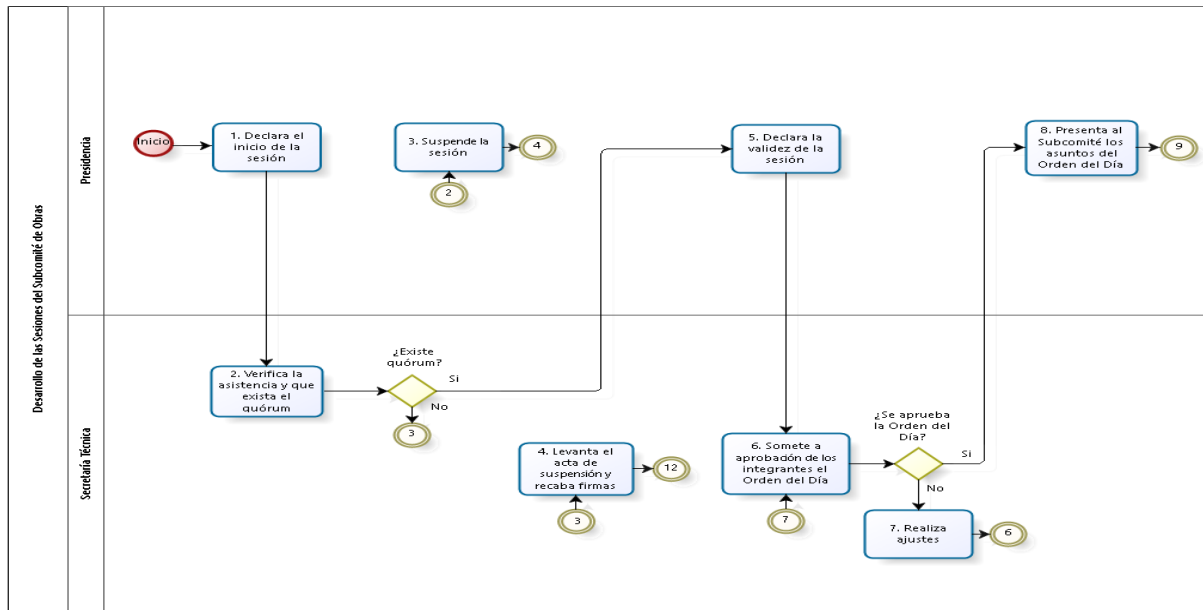 Desarrollo de las Sesiones del Subcomité de Obras
Presidencia
Inicio
1. Declara el
inicio de la
sesión
3. Suspende la
sesión
4
2
5. Declara la
validez de la
sesión
8. Presenta al
Subcomité los
asuntos del
Orden del Día
9
Secretaría Técnica
2. Verifica la
asistencia y que
exista el
quórum
¿Existe
quórum?
Si
No
3
4. Levanta el
acta de
suspensión y
recaba firmas
12
3
6. Somete a
aprobación de los
integrantes el
Orden del Día
7
¿Se aprueba
la Orden del
Día?
Si
No
7. Realiza
ajustes
6